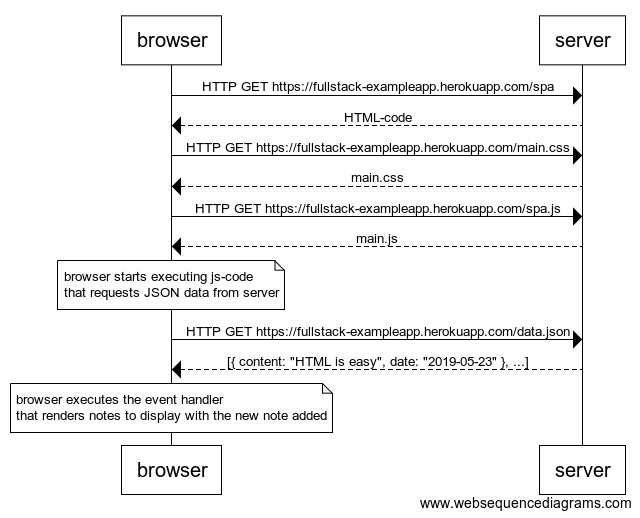 browser
server
HTTP GET https://fullstack-exampleapp.herokuapp.com/spa
HTML-code
HTTP GET https://fullstack-exampleapp.herokuapp.com/main.css
main.css
HTTP GET https://fullstack-exampleapp.herokuapp.com/spa.js
main.js
browser starts executing js-code
that requests JSON data from server
HTTP GET https://fullstack-exampleapp.herokuapp.com/data.json
[{ content: "HTML is easy", date: "2019-05-23" }, ...]
browser executes the event handler
that renders notes to display with the new note added
browser
server
www.websequencediagrams.com